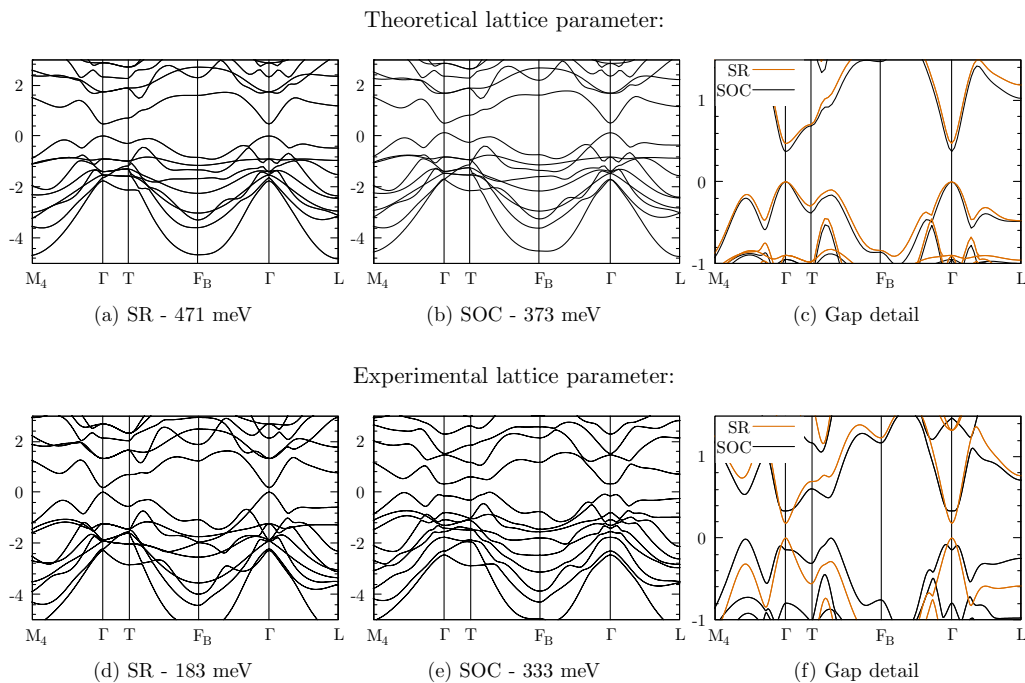 Theoretical lattice parameter:
2
0
-2
-4
M4 Γ T FB Γ L
(a) SR - 471 meV
2
0
-2
-4
M4 Γ T FB Γ L
(b) SOC - 373 meV
SR
SOC
1
0
-1
M4 Γ T FB Γ L
(c) Gap detail
Experimental lattice parameter:
2
0
-2
-4
M4 Γ T FB Γ L
(d) SR - 183 meV
2
0
-2
-4
M4 Γ T FB Γ L
(e) SOC - 333 meV
SR
SOC
1
0
-1
M4 Γ T FB Γ L
(f) Gap detail